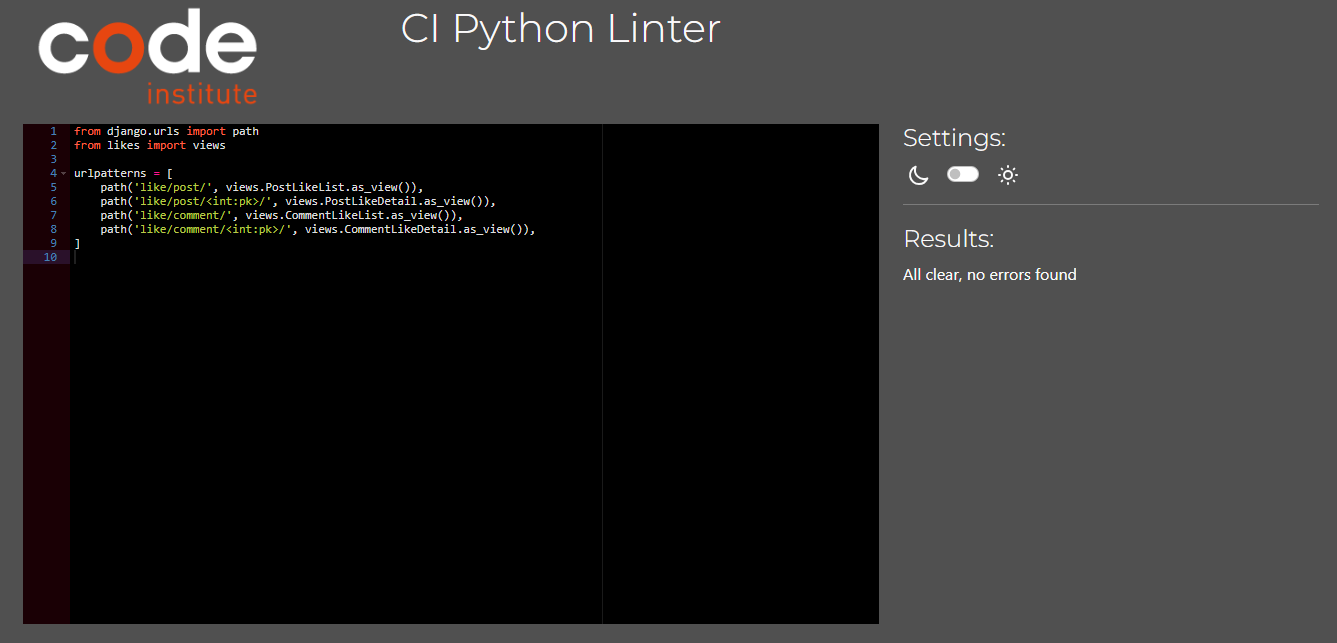 code
institute
CI Python Linter
1 from django.urls import path
2 from likes import views
3
4 urlpatterns = [
5     path('like/post/', views.PostLikeList.as_view()),
6     path('like/post/<int:pk>/', views.PostLikeDetail.as_view()),
7     path('like/comment/', views.CommentLikeList.as_view()),
8     path('like/comment/<int:pk>/', views.CommentLikeDetail.as_view()),
9 ]
10
Settings:
Results:
All clear, no errors found